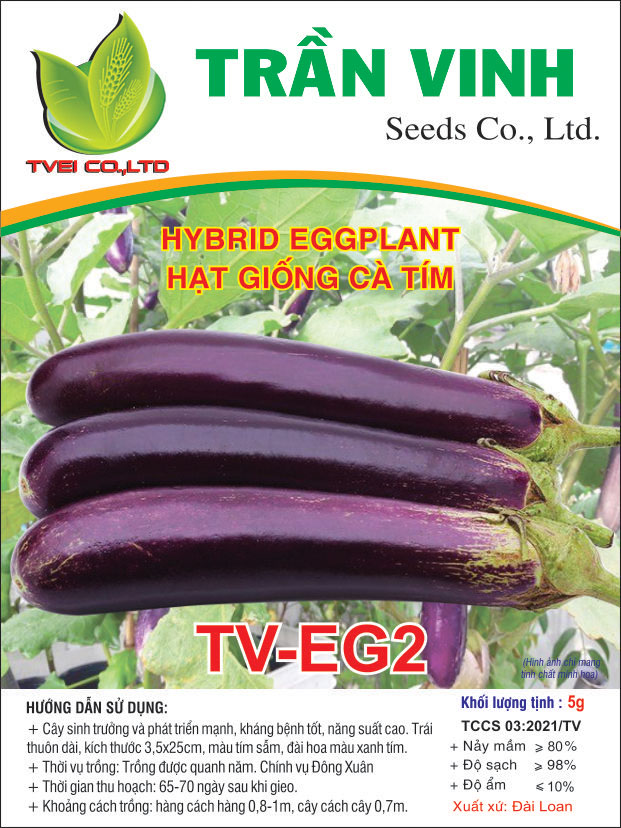 TRẦN VINH
Seeds Co., Ltd.
TVEI CO.,LTD
HYBRID EGGPLANT
HẠT GIỐNG CÀ TÍM
TV-EG2
(Hình ảnh chỉ mang
tính chất minh họa)
HƯỚNG DẪN SỬ DỤNG:
+ Cây sinh trưởng và phát triển mạnh, kháng bệnh tốt, năng suất cao. Trái
thuôn dài, kích thước 3,5x25cm, màu tím sẫm, đài hoa màu xanh tím.
+ Thời vụ trồng: Trồng được quanh năm. Chính vụ Đông Xuân
+ Thời gian thu hoạch: 65-70 ngày sau khi gieo.
+ Khoảng cách trồng: hàng cách hàng 0,8-1m, cây cách cây 0,7m.
Khối lượng tịnh : 5g
TCCS 03:2021/TV
+ Nảy mầm ⩾ 80%
+ Độ sạch ⩾ 98%
+ Độ ẩm ⩽ 10%
Xuất xứ: Đài Loan